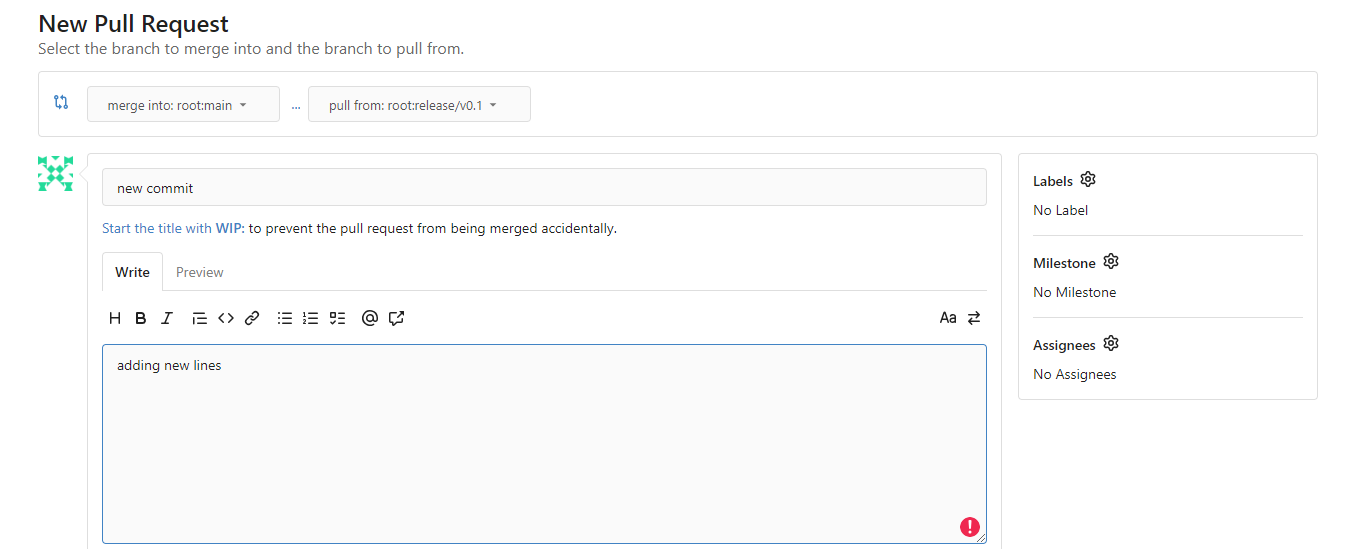 New Pull Request
Select the branch to merge into and the branch to pull from.
merge into: root:main ... pull from: root:release/v0.1
new commit
Start the title with WIP: to prevent the pull request from being merged accidentally.
Write Preview
H B I @ Aa
adding new lines
Labels
No Label
Milestone
No Milestone
Assignees
No Assignees